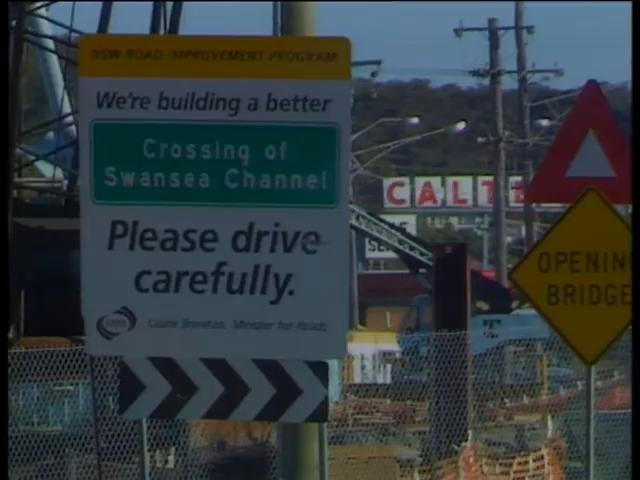 NSW ROAD IMPROVEMENT PROGRAM
We're building a better
Crossing of
Swansea Channel
Please drive
carefully.
Minister for Roads
CALT
OPENIN
BRIDGE